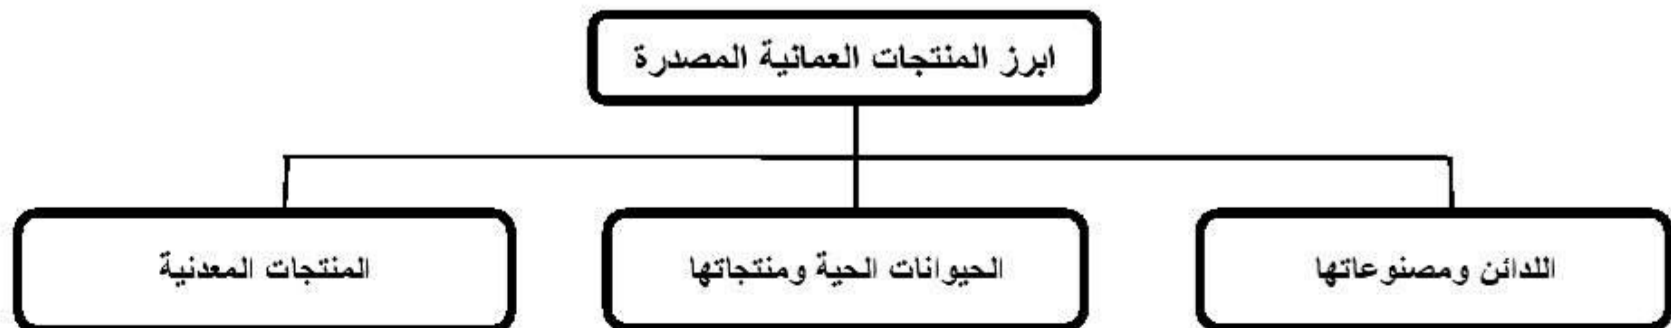 ابرز المنتجات العمانية المصدرة
اللدائن ومصنوعاتها
الحيوانات الحية ومنتجاتها
المنتجات المعدنية